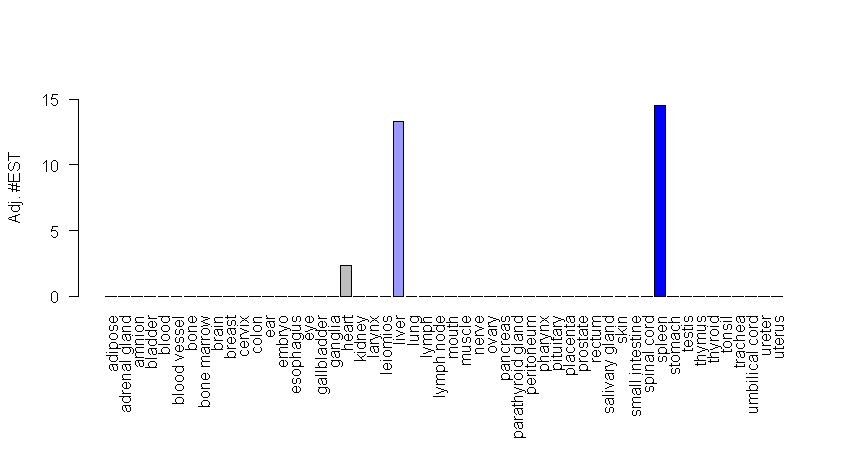 15
10
5
0
Adj. #EST
adipose
adrenal gland
amnion
bladder
blood
blood vessel
bone
bone marrow
brain
breast
cervix
colon
ear
embryo
esophagus
eye
gallbladder
ganglia
heart
kidney
larynx
leiomios
liver
lung
lymph
lymph node
mouth
muscle
nerve
ovary
pancreas
parathyroid gland
peritoneum
pharynx
pituitary
placenta
prostate
rectum
salivary gland
skin
small intestine
spinal cord
spleen
stomach
testis
thymus
thyroid
tonsil
trachea
umbilical cord
ureter
uterus